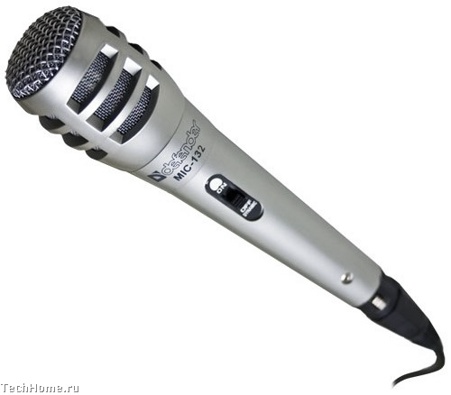 defender
MIC-132
ON
OFF
TechHome.ru